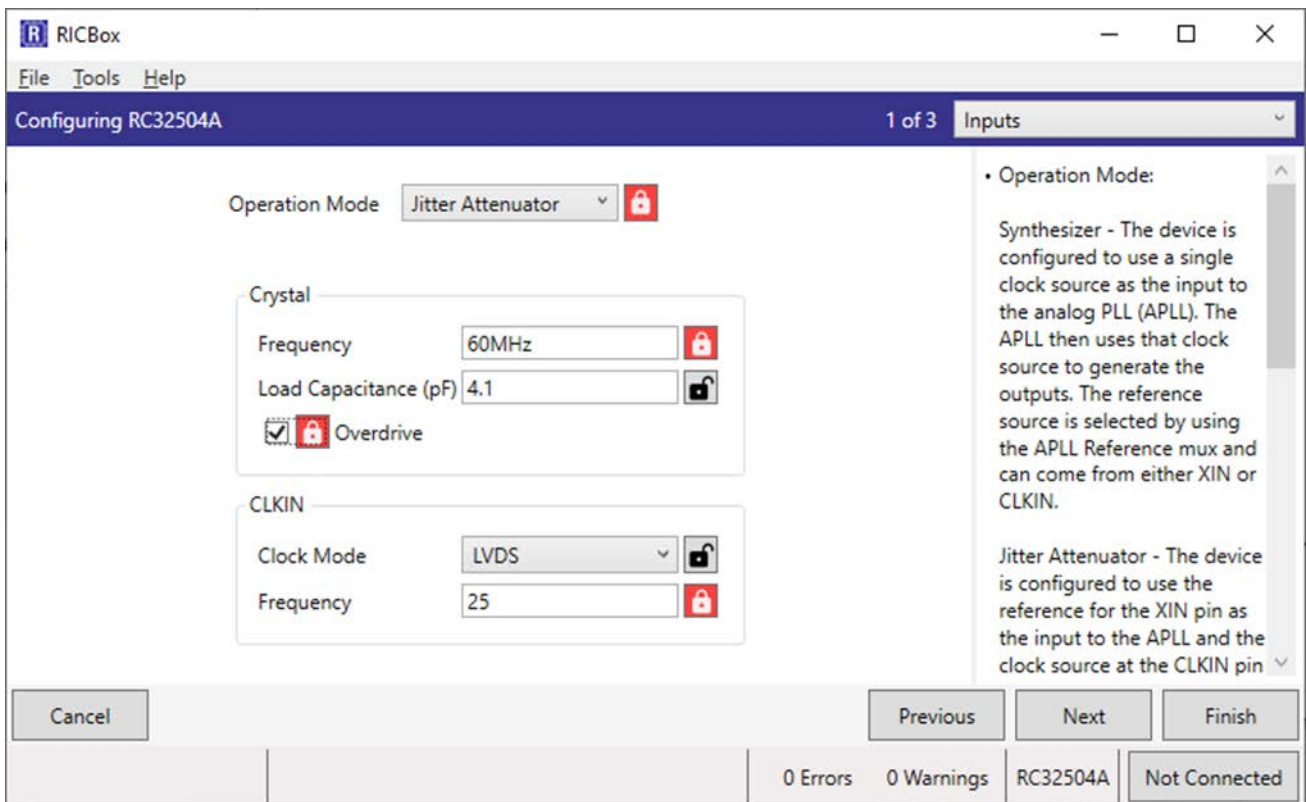 RICBox
File Tools Help
Configuring RC32504A 1 of 3 Inputs
Operation Mode Jitter Attenuator
Crystal
Frequency 60MHz
Load Capacitance (pF) 4.1
Overdrive
CLKIN
Clock Mode LVDS
Frequency 25
• Operation Mode:
Synthesizer - The device is
configured to use a single
clock source as the input to
the analog PLL (APLL). The
APLL then uses that clock
source to generate the
outputs. The reference
source is selected by using
the APLL Reference mux and
can come from either XIN or
CLKIN.
Jitter Attenuator - The device
is configured to use the
reference for the XIN pin as
the input to the APLL and the
clock source at the CLKIN pin
Cancel Previous Next Finish
0 Errors 0 Warnings RC32504A Not Connected